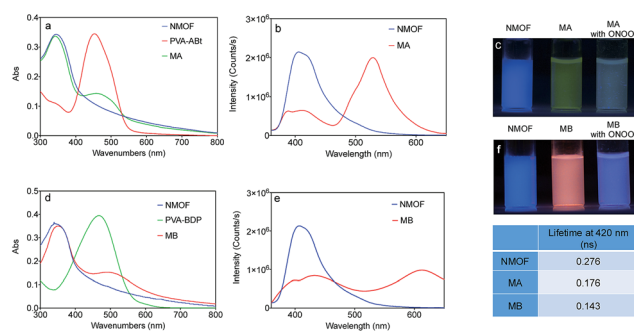 a
NMOF
PVA-ABt
MA
Abs
0.4
0.3
0.2
0.1
0.0
300 400 500 600 700 800
Wavenumbers (nm)
b
NMOF
MA
Intensity (Counts/s)
3×10⁶
2×10⁶
1×10⁶
0
400 500 600
Wavelength (nm)
c
NMOF MA MA
with ONOO⁻
f
NMOF MB MB
with ONOO⁻
d
NMOF
PVA-BDP
MB
Abs
0.5
0.4
0.3
0.2
0.1
0.0
300 400 500 600 700 800
Wavenumbers (nm)
e
NMOF
MB
Intensity (Counts/s)
3×10⁶
2×10⁶
1×10⁶
0
400 500 600
Wavelength (nm)
Lifetime at 420 nm
(ns)
NMOF 0.276
MA 0.176
MB 0.143